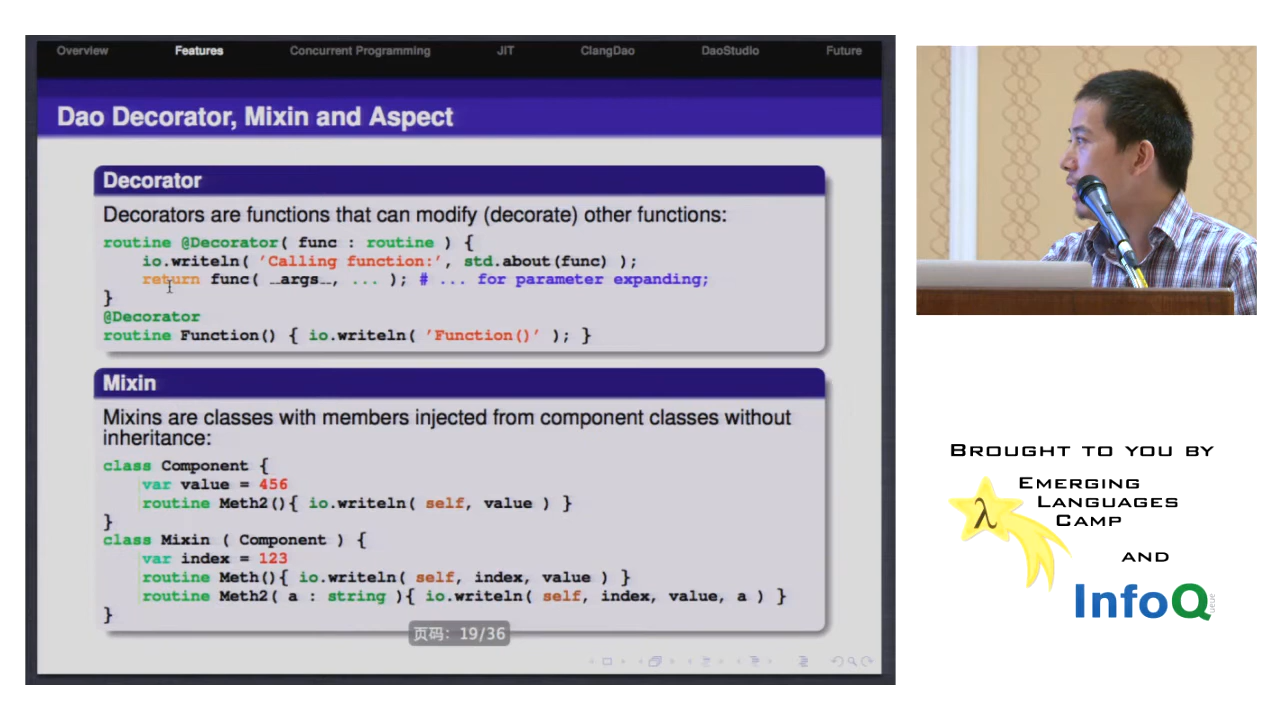 Overview Features Concurrent Programming JIT ClangDao DaoStudio Future
Dao Decorator, Mixin and Aspect
Decorator
Decorators are functions that can modify (decorate) other functions:
routine @Decorator( func : routine ) {
io.writeln( 'Calling function:', std.about(func) );
return func( __args__, ... ); # ... for parameter expanding;
}
@Decorator
routine Function() { io.writeln( 'Function()' ); }
Mixin
Mixins are classes with members injected from component classes without
inheritance:
class Component {
var value = 456
routine Meth2(){ io.writeln( self, value ) }
}
class Mixin ( Component ) {
var index = 123
routine Meth(){ io.writeln( self, index, value ) }
routine Meth2( a : string ){ io.writeln( self, index, value, a ) }
}
页码: 19/36
BROUGHT TO YOU BY
EMERGING
LANGUAGES
CAMP
λ
AND
InfoQ